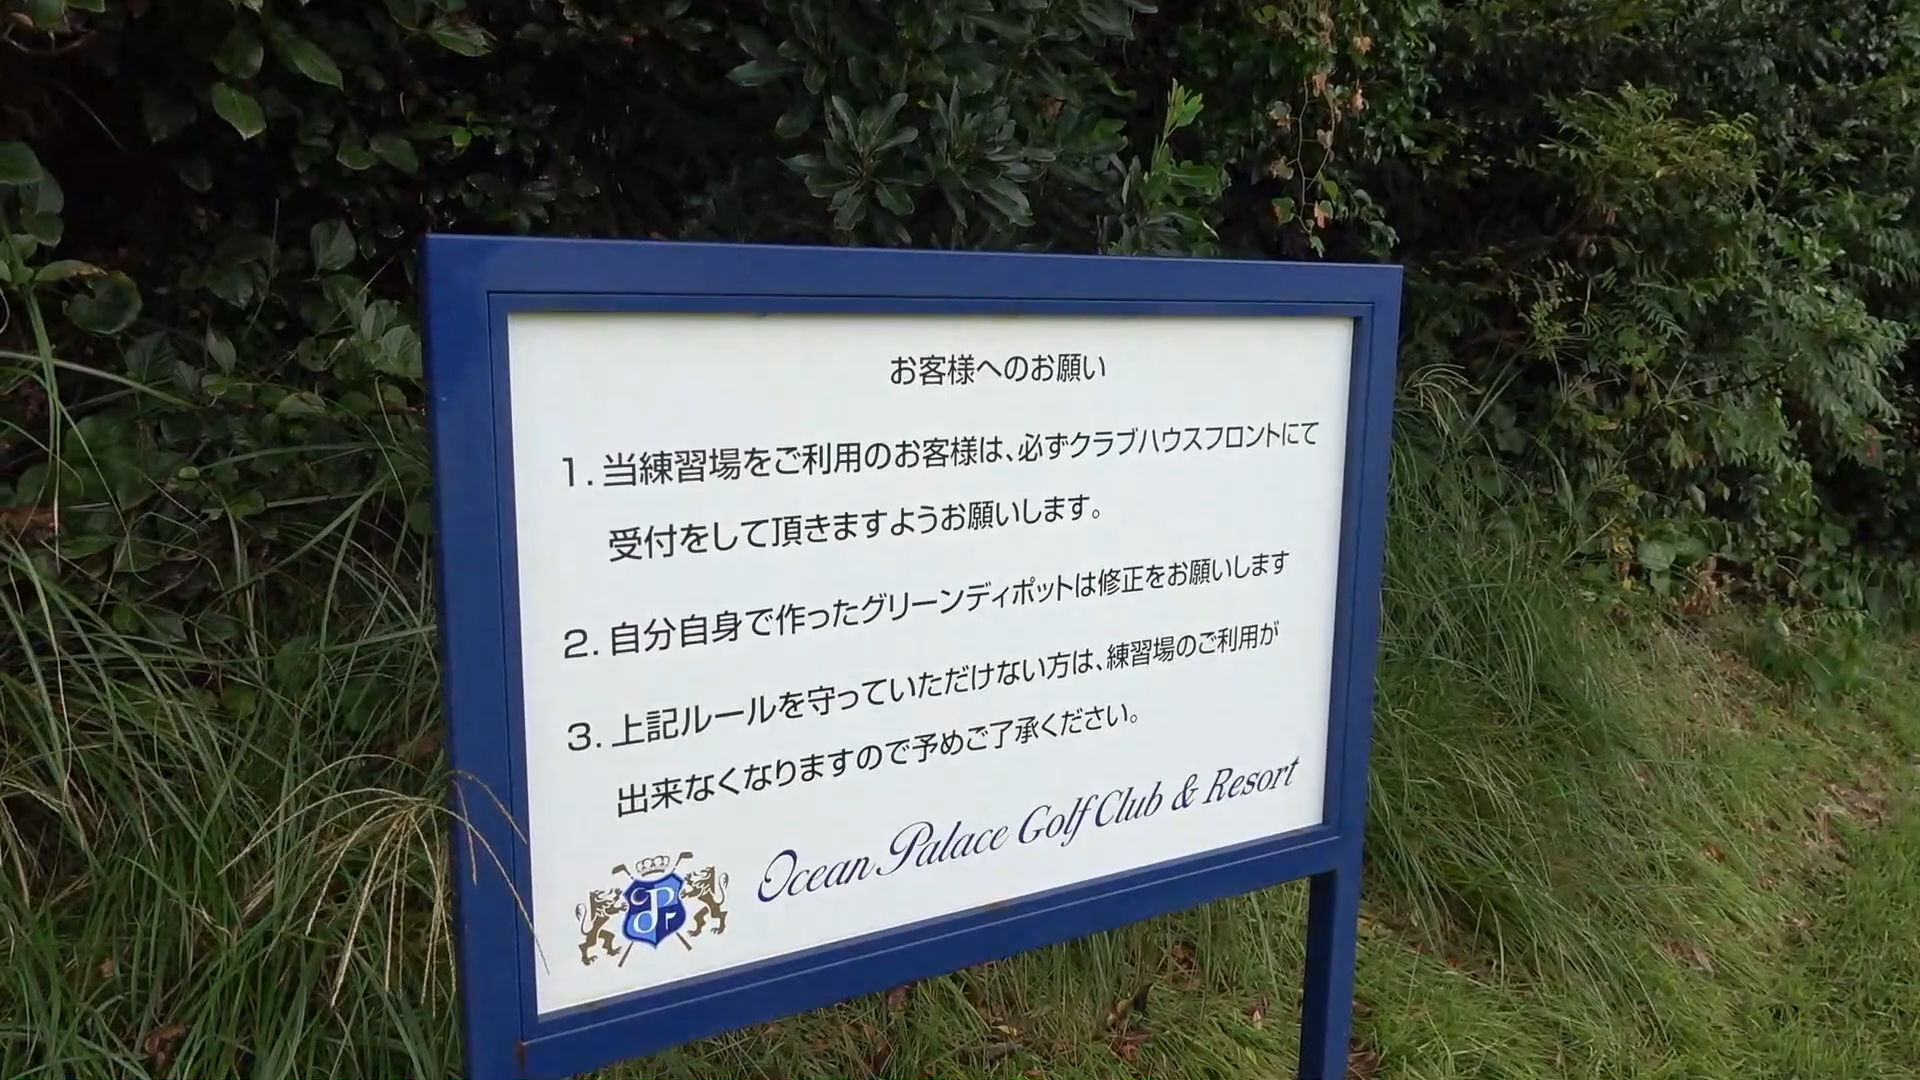 お客様へのお願い
1. 当練習場をご利用のお客様は、必ずクラブハウスフロントにて
受付をして頂きますようお願いします。
2. 自分自身で作ったグリーンディポットは修正をお願いします
3. 上記ルールを守っていただけない方は、練習場のご利用が
出来なくなりますので予めご了承ください。
Ocean Palace Golf Club & Resort